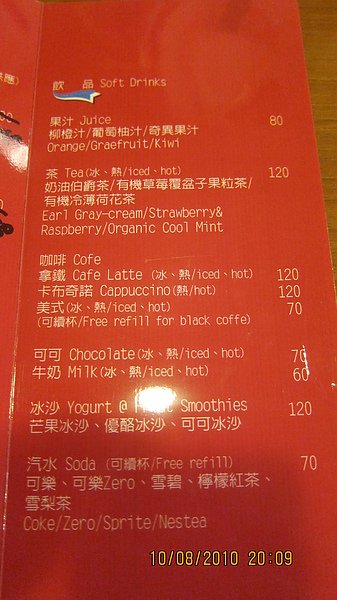 飲 品 Soft Drinks
果汁 Juice 80
柳橙汁/葡萄柚汁/奇異果汁
Orange/Graefruit/Kiwi
茶 Tea(冰、熱/iced、hot) 120
奶油伯爵茶/有機草莓覆盆子果粒茶/
有機冷薄荷花茶
Earl Gray-cream/Strawberry&
Raspberry/Organic Cool Mint
咖啡 Cofe
拿鐵 Cafe Latte (冰、熱/iced、hot) 120
卡布奇諾 Cappuccino(熱/hot) 120
美式(冰、熱/iced、hot) 70
(可續杯/Free refill for black coffe)
可可 Chocolate(冰、熱/iced、hot) 70
牛奶 Milk(冰、熱/iced、hot) 60
冰沙 Yogurt @ Smoothies 120
芒果冰沙、優酪冰沙、可可冰沙
汽水 Soda (可續杯/Free refill) 70
可樂、可樂Zero、雪碧、檸檬紅茶、
雪梨茶
Coke/Zero/Sprite/Nestea
10/08/2010 20:09